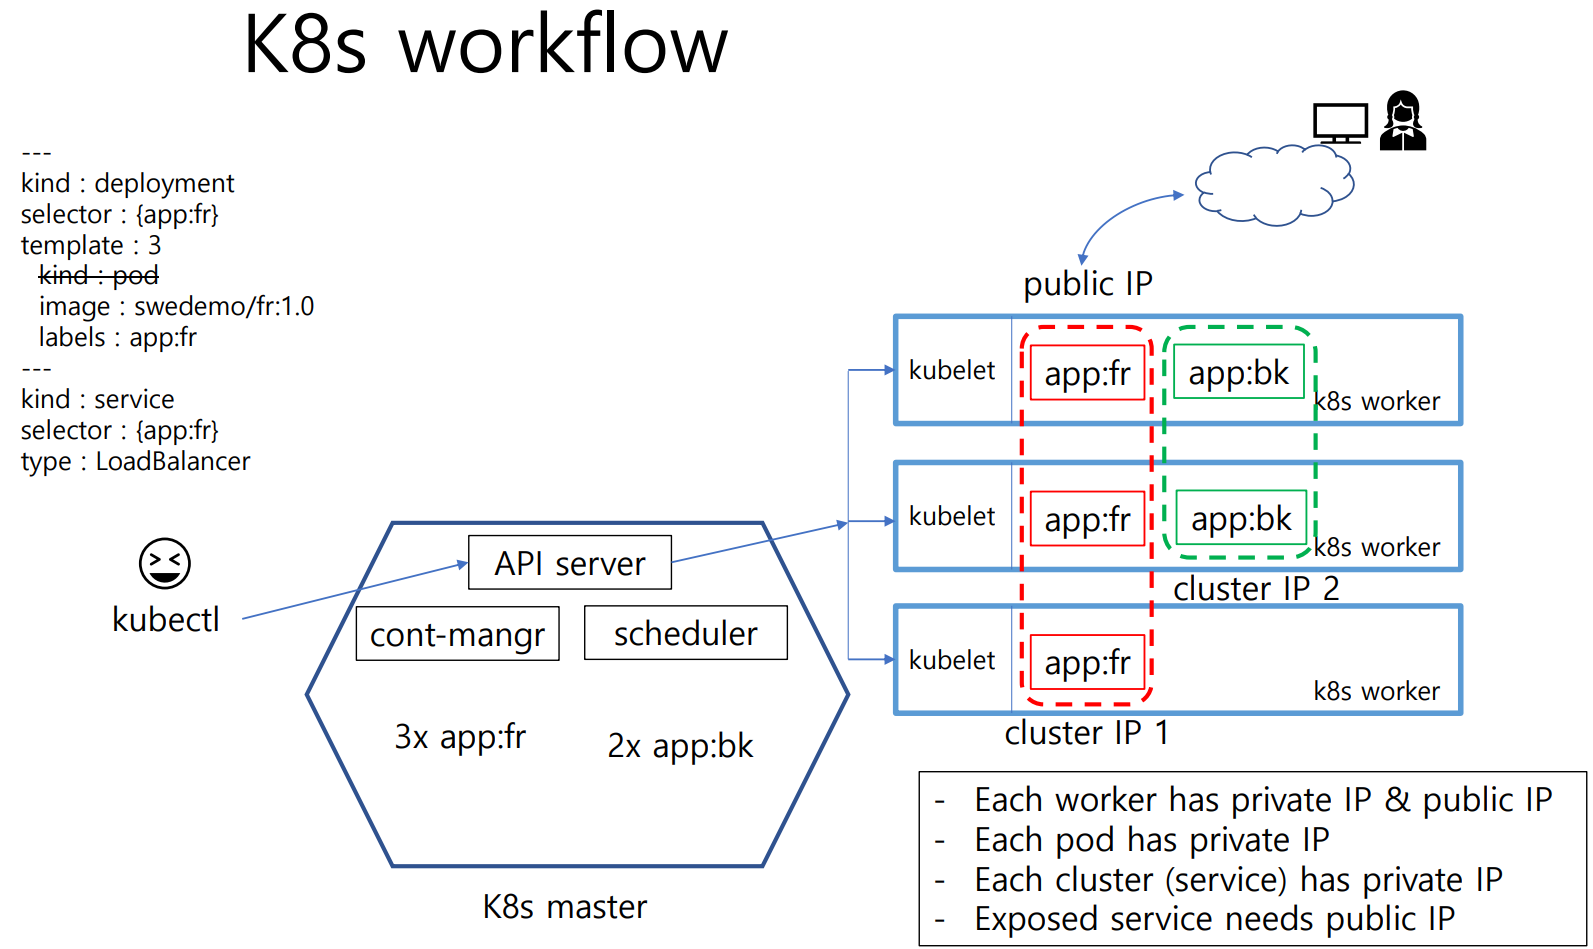 K8s workflow
---
kind : deployment
selector : {app:fr}
template : 3
kind : pod
image : swedemo/fr:1.0
labels : app:fr
---
kind : service
selector : {app:fr}
type : LoadBalancer
kubectl
API server
cont-mangr
scheduler
3x app:fr
2x app:bk
K8s master
public IP
kubelet
app:fr
app:bk
k8s worker
kubelet
app:fr
app:bk
k8s worker
cluster IP 2
kubelet
app:fr
k8s worker
cluster IP 1
- Each worker has private IP & public IP
- Each pod has private IP
- Each cluster (service) has private IP
- Exposed service needs public IP